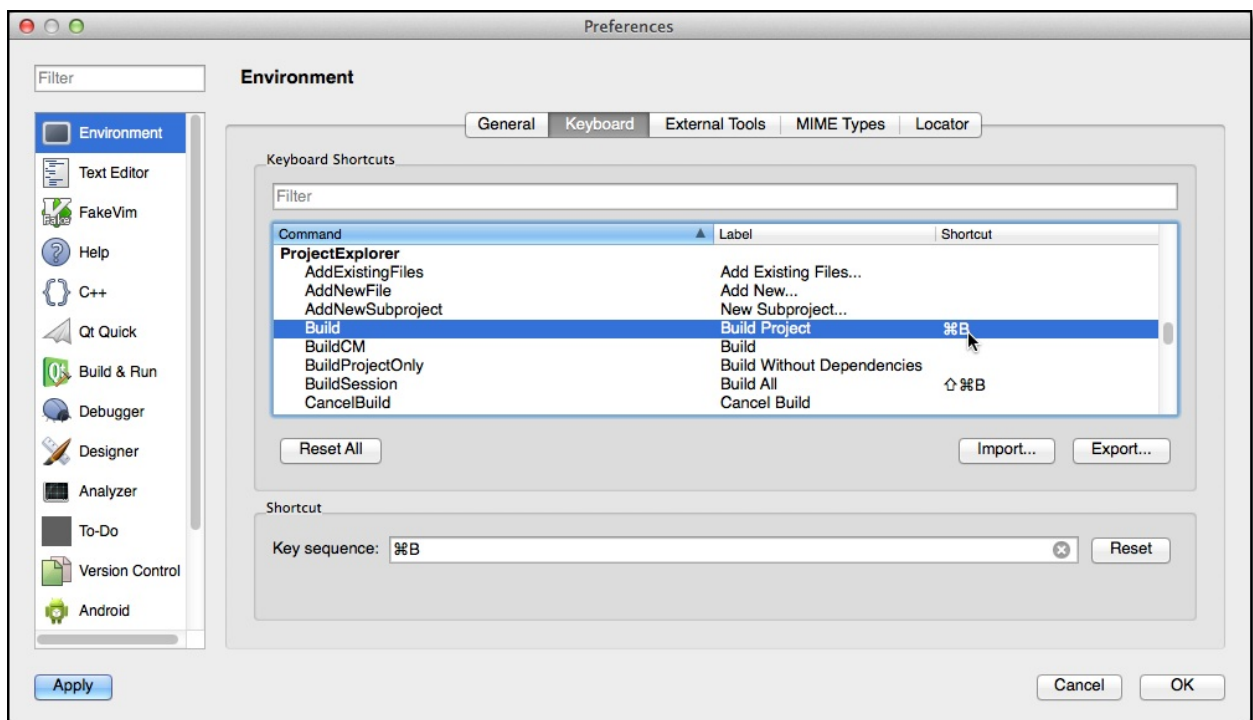 Preferences
Filter
Environment
Environment
Text Editor
FakeVim
Help
C++
Qt Quick
Build & Run
Debugger
Designer
Analyzer
To-Do
Version Control
Android
General Keyboard External Tools MIME Types Locator
Keyboard Shortcuts
Filter
Command Label Shortcut
ProjectExplorer
AddExistingFiles Add Existing Files...
AddNewFile Add New...
AddNewSubproject New Subproject...
Build Build Project ⌘B
BuildCM Build
BuildProjectOnly Build Without Dependencies
BuildSession Build All ⇧⌘B
CancelBuild Cancel Build
Reset All Import... Export...
Shortcut
Key sequence: ⌘B Reset
Apply Cancel OK